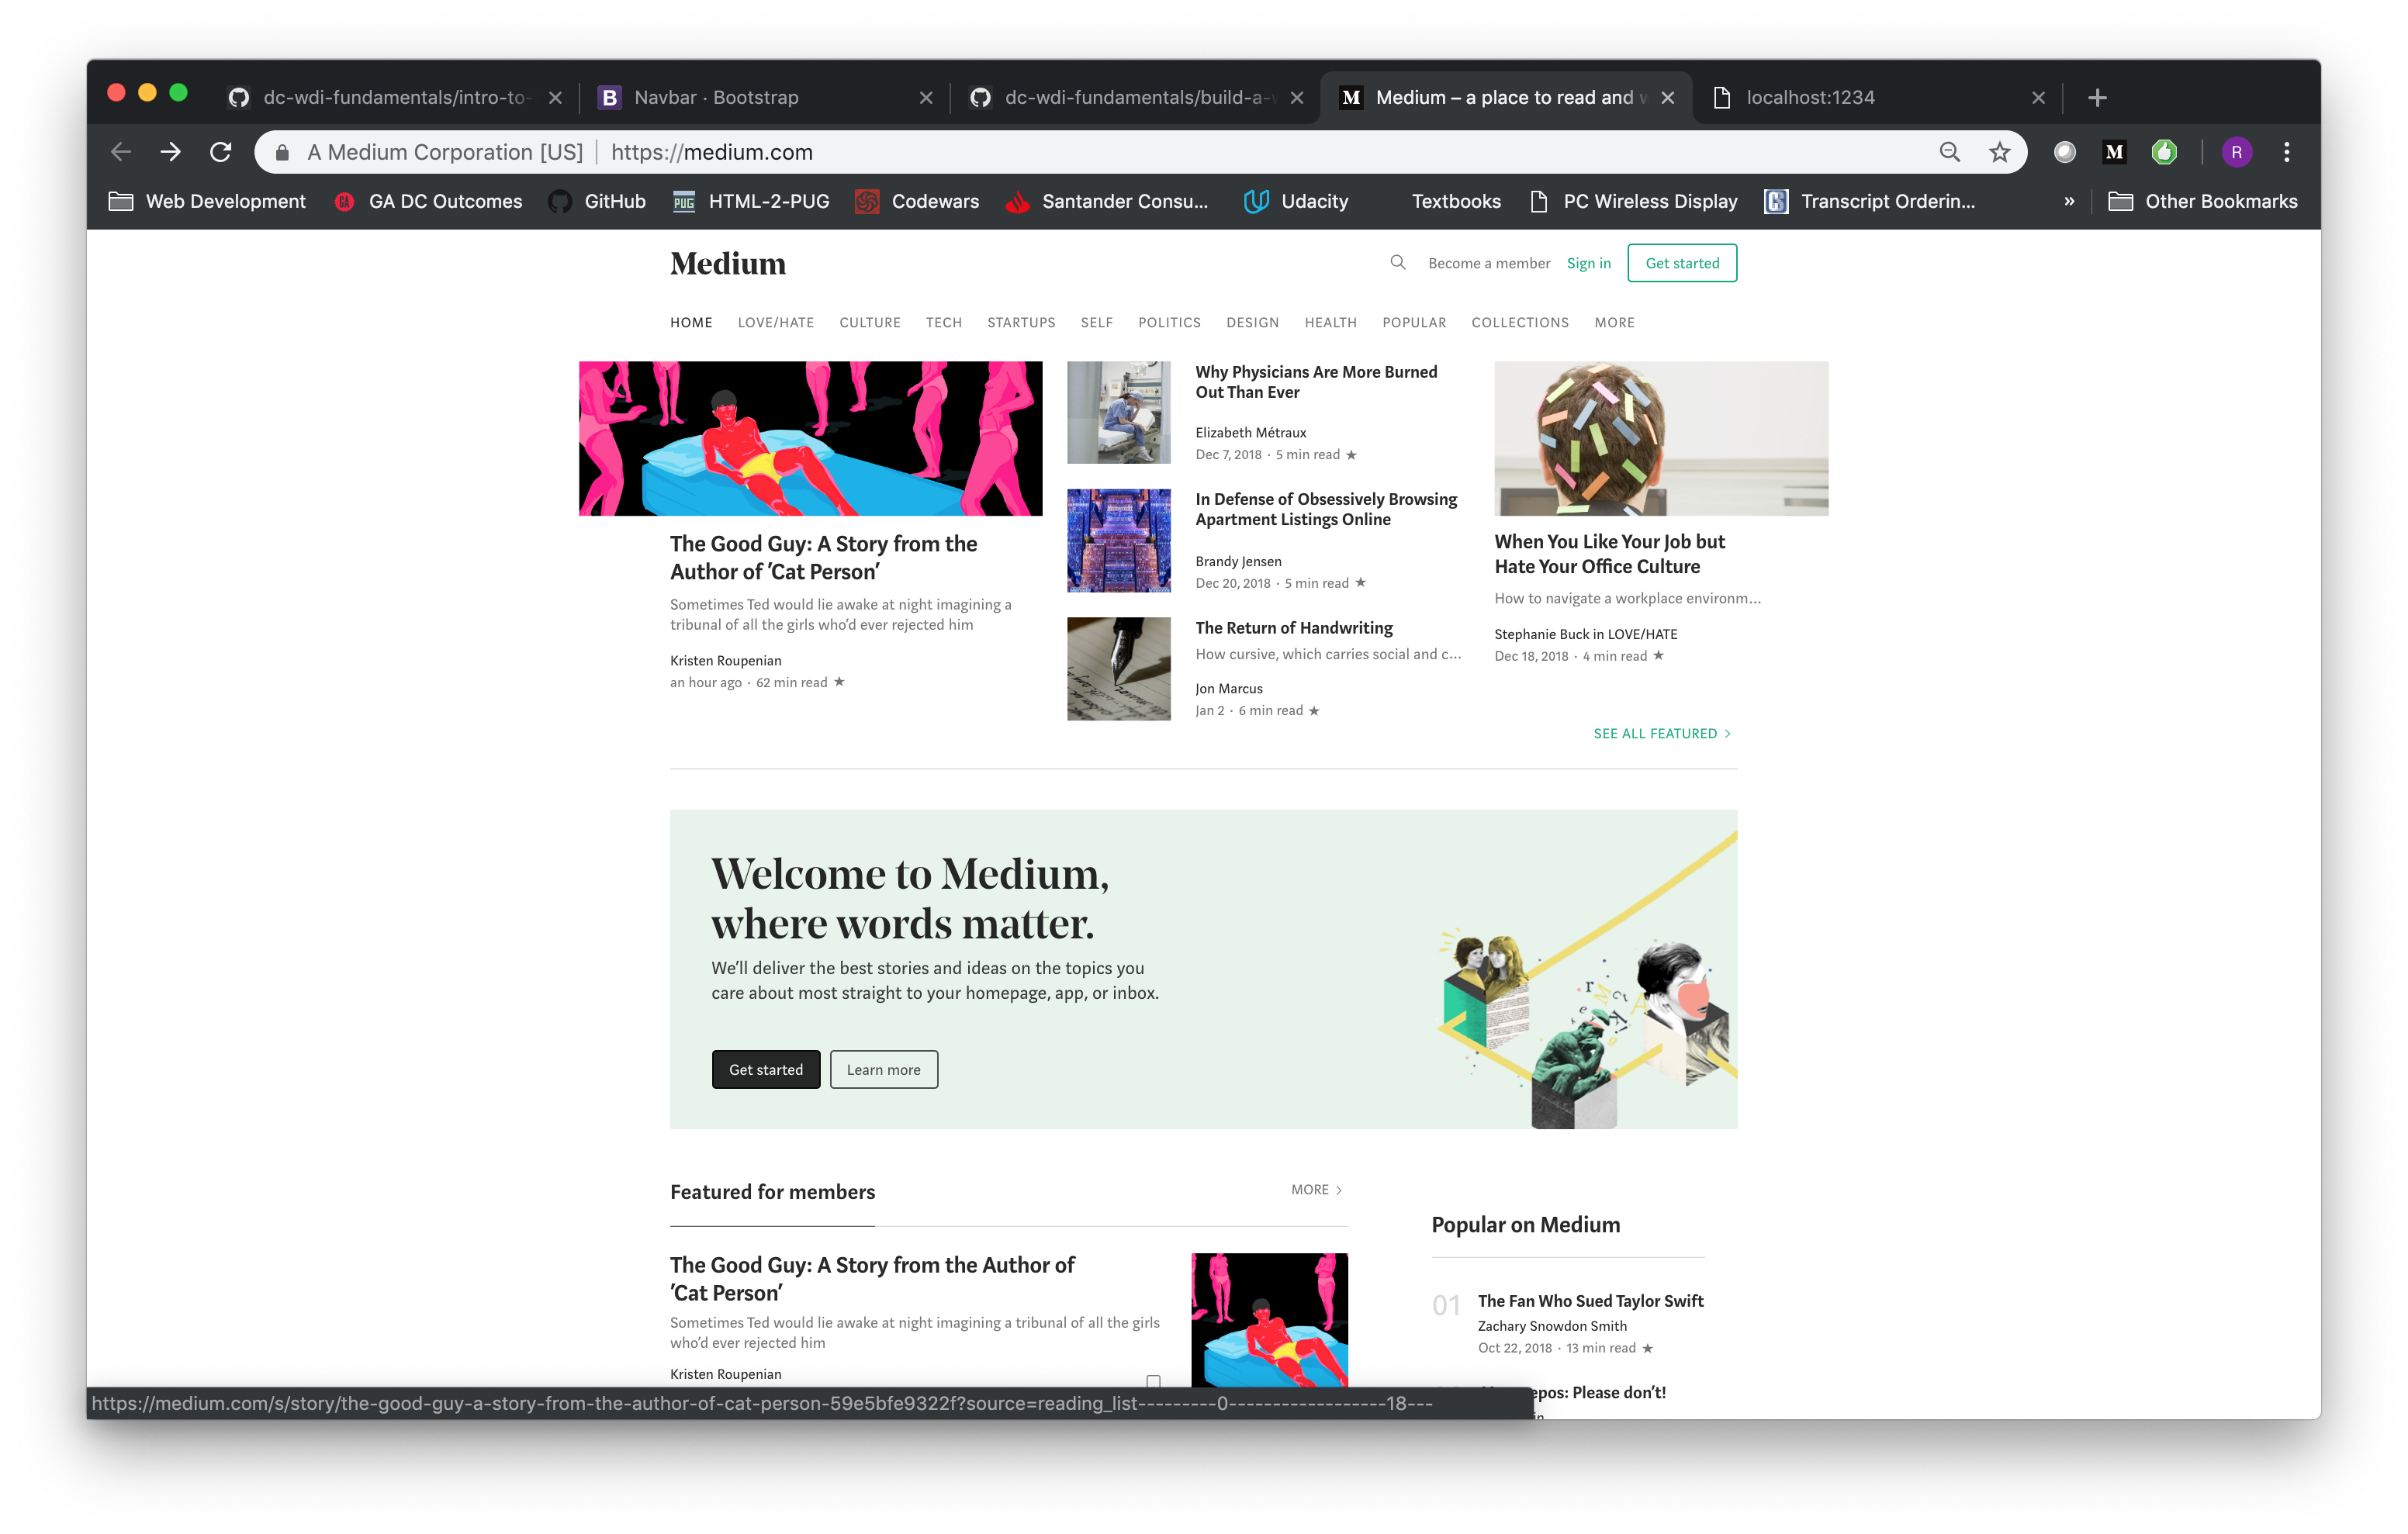 dc-wdi-fundamentals/intro-to-
Navbar · Bootstrap
dc-wdi-fundamentals/build-a-
Medium – a place to read and
localhost:1234
A Medium Corporation [US] | https://medium.com
R
Web Development
GA DC Outcomes
GitHub
HTML-2-PUG
Codewars
Santander Consu...
Udacity
Textbooks
PC Wireless Display
Transcript Orderin...
»
Other Bookmarks
Medium
Become a member
Sign in
Get started
HOME
LOVE/HATE
CULTURE
TECH
STARTUPS
SELF
POLITICS
DESIGN
HEALTH
POPULAR
COLLECTIONS
MORE
The Good Guy: A Story from the
Author of ’Cat Person’
Sometimes Ted would lie awake at night imagining a
tribunal of all the girls who’d ever rejected him
Kristen Roupenian
an hour ago · 62 min read ★
Why Physicians Are More Burned
Out Than Ever
Elizabeth Métraux
Dec 7, 2018 · 5 min read ★
In Defense of Obsessively Browsing
Apartment Listings Online
Brandy Jensen
Dec 20, 2018 · 5 min read ★
The Return of Handwriting
How cursive, which carries social and c…
Jon Marcus
Jan 2 · 6 min read ★
When You Like Your Job but
Hate Your Office Culture
How to navigate a workplace environm…
Stephanie Buck in LOVE/HATE
Dec 18, 2018 · 4 min read ★
SEE ALL FEATURED
Welcome to Medium,
where words matter.
We’ll deliver the best stories and ideas on the topics you
care about most straight to your homepage, app, or inbox.
Get started
Learn more
Featured for members
MORE
The Good Guy: A Story from the Author of
’Cat Person’
Sometimes Ted would lie awake at night imagining a tribunal of all the girls
who’d ever rejected him
Kristen Roupenian
Popular on Medium
01
The Fan Who Sued Taylor Swift
Zachary Snowdon Smith
Oct 22, 2018 · 13 min read ★
Please don’t!
https://medium.com/s/story/the-good-guy-a-story-from-the-author-of-cat-person-59e5bfe9322f?source=reading_list---------0------------------18---